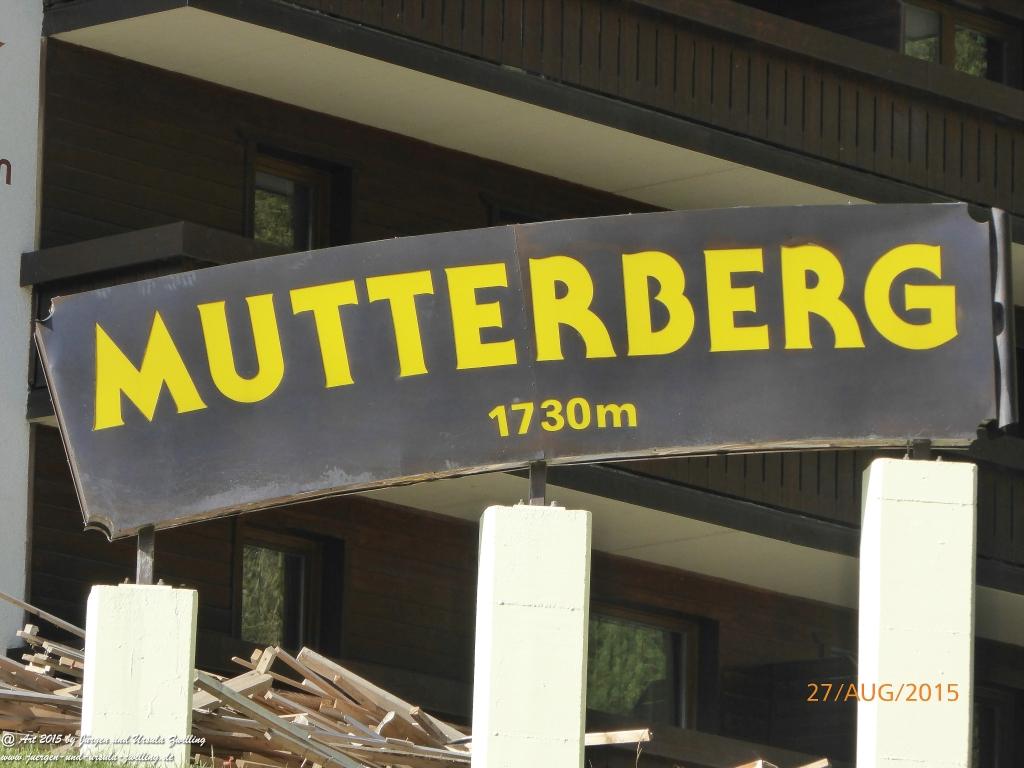 MUTTERBERG
1730m
27/AUG/2015
@ Art 2015 by Jürgen und Ursula Zwilling
www.juergen-und-ursula-zwilling.de